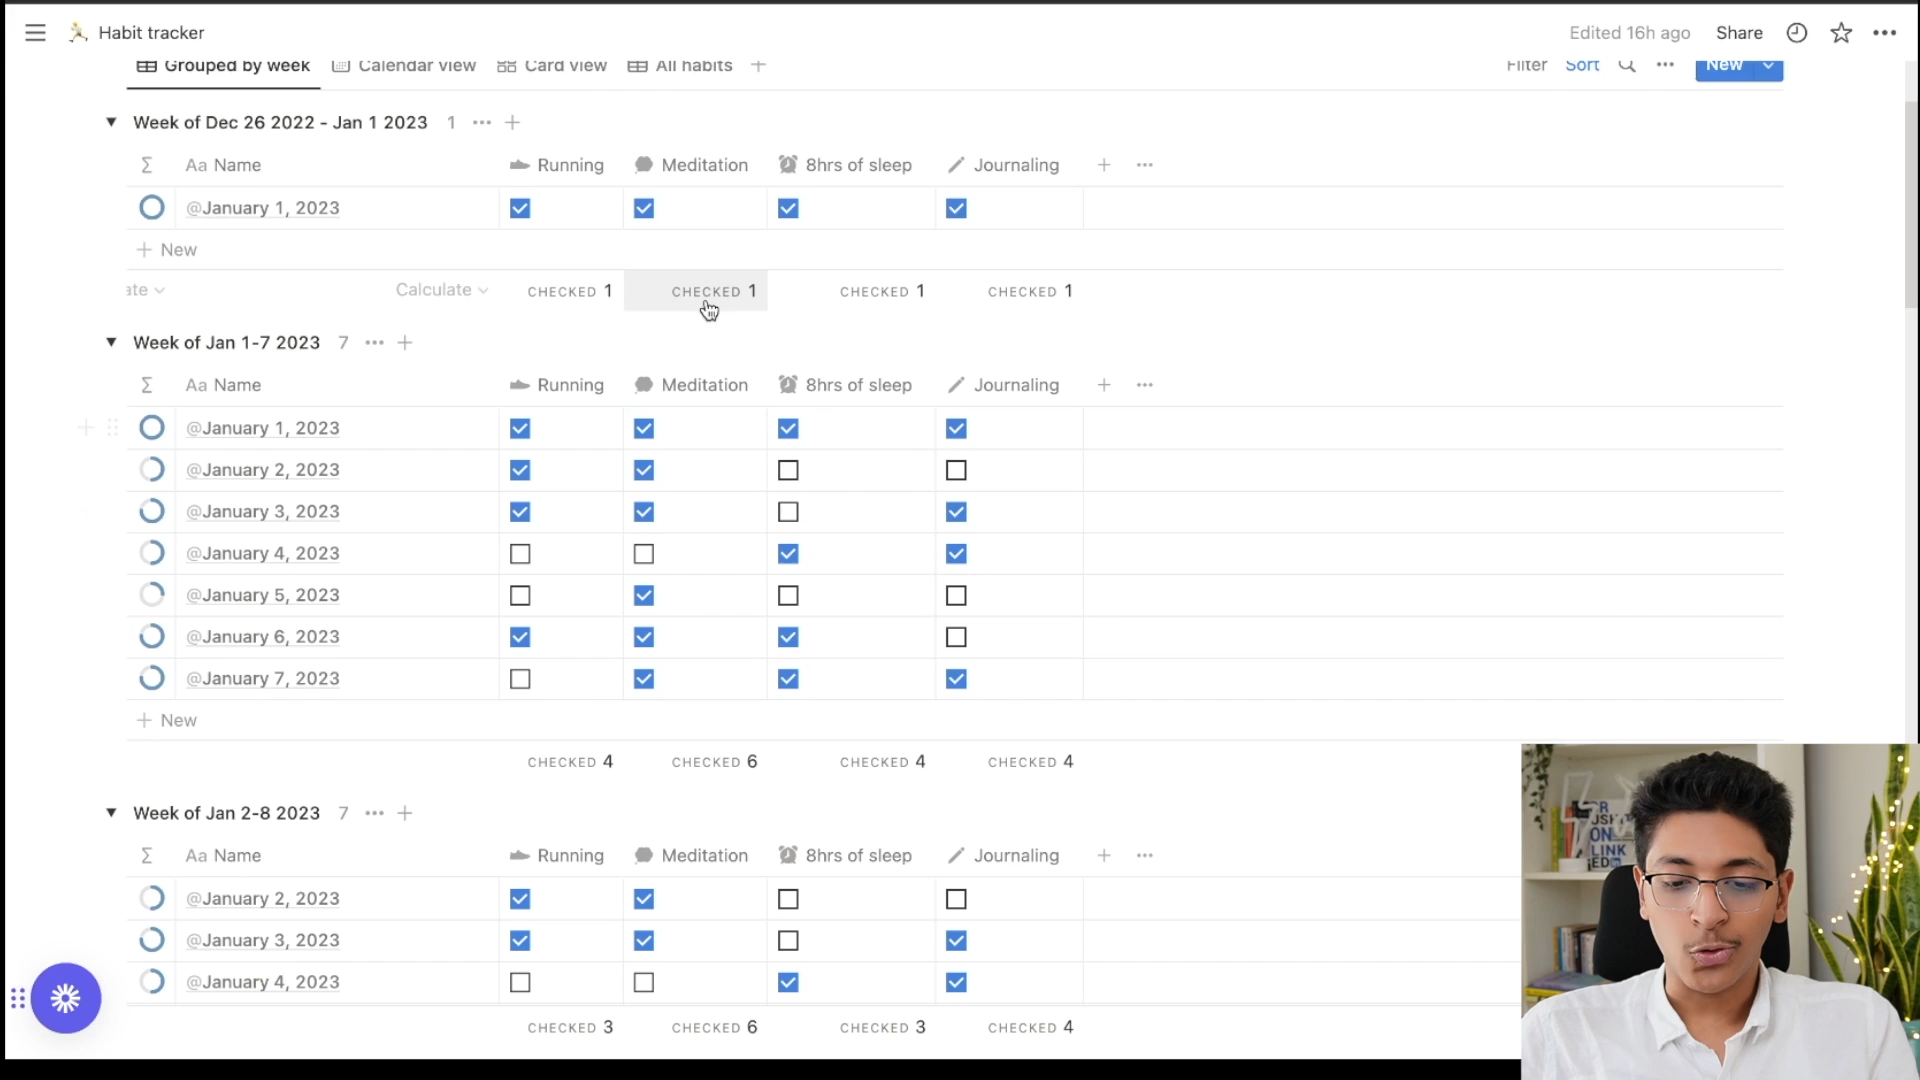 Habit tracker Edited 16h ago Share
Grouped by week Calendar view Card view All habits Filter Sort New
Week of Dec 26 2022 - Jan 1 2023 1
Σ Aa Name Running Meditation 8hrs of sleep Journaling
@January 1, 2023
+ New
ate Calculate CHECKED 1 CHECKED 1 CHECKED 1 CHECKED 1
Week of Jan 1-7 2023 7
Σ Aa Name Running Meditation 8hrs of sleep Journaling
@January 1, 2023
@January 2, 2023
@January 3, 2023
@January 4, 2023
@January 5, 2023
@January 6, 2023
@January 7, 2023
+ New
CHECKED 4 CHECKED 6 CHECKED 4 CHECKED 4
Week of Jan 2-8 2023 7
Σ Aa Name Running Meditation 8hrs of sleep Journaling
@January 2, 2023
@January 3, 2023
@January 4, 2023
CHECKED 3 CHECKED 6 CHECKED 3 CHECKED 4
ON
LINK